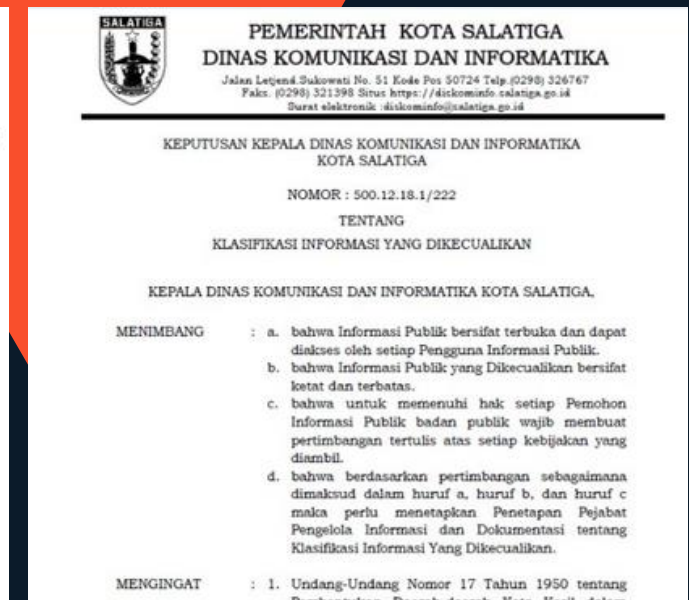 SALATIGA
PEMERINTAH KOTA SALATIGA
DINAS KOMUNIKASI DAN INFORMATIKA
Jalan Letjend.Sukowati No. 51 Kode Pos 50724 Telp.(0298) 326767
Faks. (0298) 321398 Situs https://diskominfo.salatiga.go.id
Surat elektronik :diskominfo@salatiga.go.id
KEPUTUSAN KEPALA DINAS KOMUNIKASI DAN INFORMATIKA
KOTA SALATIGA
NOMOR : 500.12.18.1/222
TENTANG
KLASIFIKASI INFORMASI YANG DIKECUALIKAN
KEPALA DINAS KOMUNIKASI DAN INFORMATIKA KOTA SALATIGA,
MENIMBANG : a. bahwa Informasi Publik bersifat terbuka dan dapat
diakses oleh setiap Pengguna Informasi Publik.
b. bahwa Informasi Publik yang Dikecualikan bersifat
ketat dan terbatas.
c. bahwa untuk memenuhi hak setiap Pemohon
Informasi Publik badan publik wajib membuat
pertimbangan tertulis atas setiap kebijakan yang
diambil.
d. bahwa berdasarkan pertimbangan sebagaimana
dimaksud dalam huruf a, huruf b, dan huruf c
maka perlu menetapkan Penetapan Pejabat
Pengelola Informasi dan Dokumentasi tentang
Klasifikasi Informasi Yang Dikecualikan.
MENGINGAT : 1. Undang-Undang Nomor 17 Tahun 1950 tentang